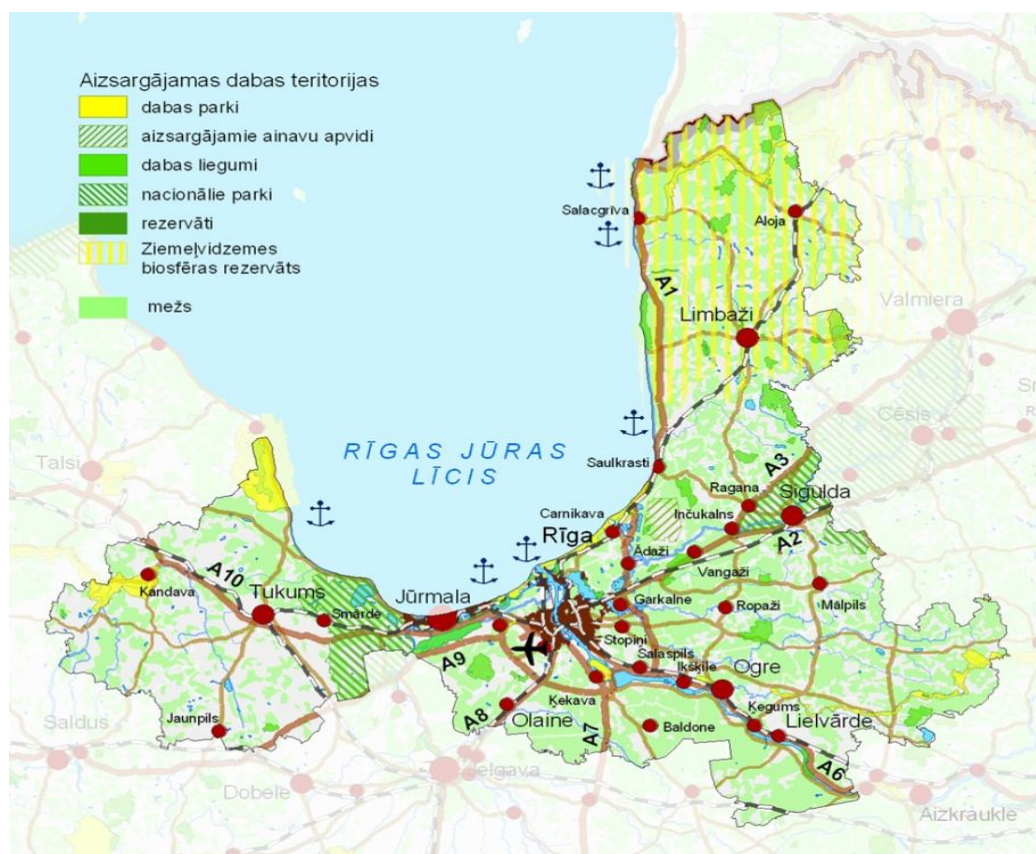 Aizsargājamas dabas teritorijas
dabas parki
aizsargājamie ainavu apvidi
dabas liegumi
nacionālie parki
rezervāti
Ziemeļvidzemes
biosfēras rezervāts
mežs
Salacgrīva
Aloja
A1
Limbaži
Valmiera
Cēsis
RĪGAS JŪRAS
LĪCIS
Talsi
Saulkrasti
Ragana
A3
Sigulda
Inčukalns
Carnikava
Rīga
Ādaži
A2
Vangaži
A10
Kandava
Tukums
Smārde
Jūrmala
Garkalne
Ropaži
Mālpils
Stopiņi
A9
Salaspils
Ikšķile
Ogre
Ķekava
Saldus
Jaunpils
A8
Olaine
A7
Baldone
Ķegums
Lielvārde
Jelgava
Dobele
A6
Aizkraukle